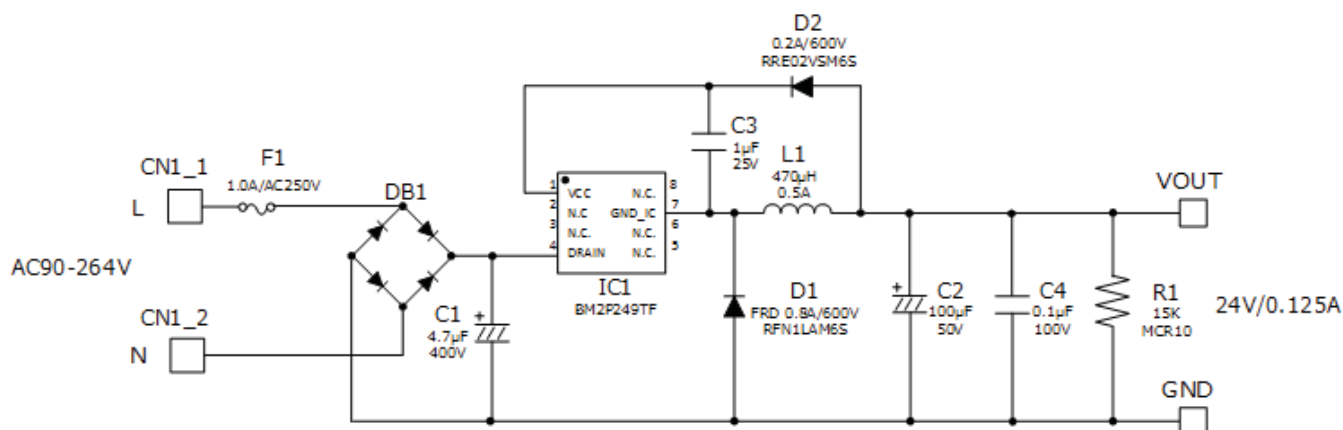 D2
0.2A/600V
RRE02VSM6S
C3
1µF
25V
L1
470µH
0.5A
CN1_1
L
F1
1.0A/AC250V
DB1
AC90-264V
CN1_2
N
C1
4.7µF
400V
1 VCC N.C. 8
2 N.C GND_IC 7
3 N.C. N.C. 6
4 DRAIN N.C. 5
IC1
BM2P249TF
D1
FRD 0.8A/600V
RFN1LAM6S
C2
100µF
50V
C4
0.1µF
100V
R1
15K
MCR10
VOUT
24V/0.125A
GND